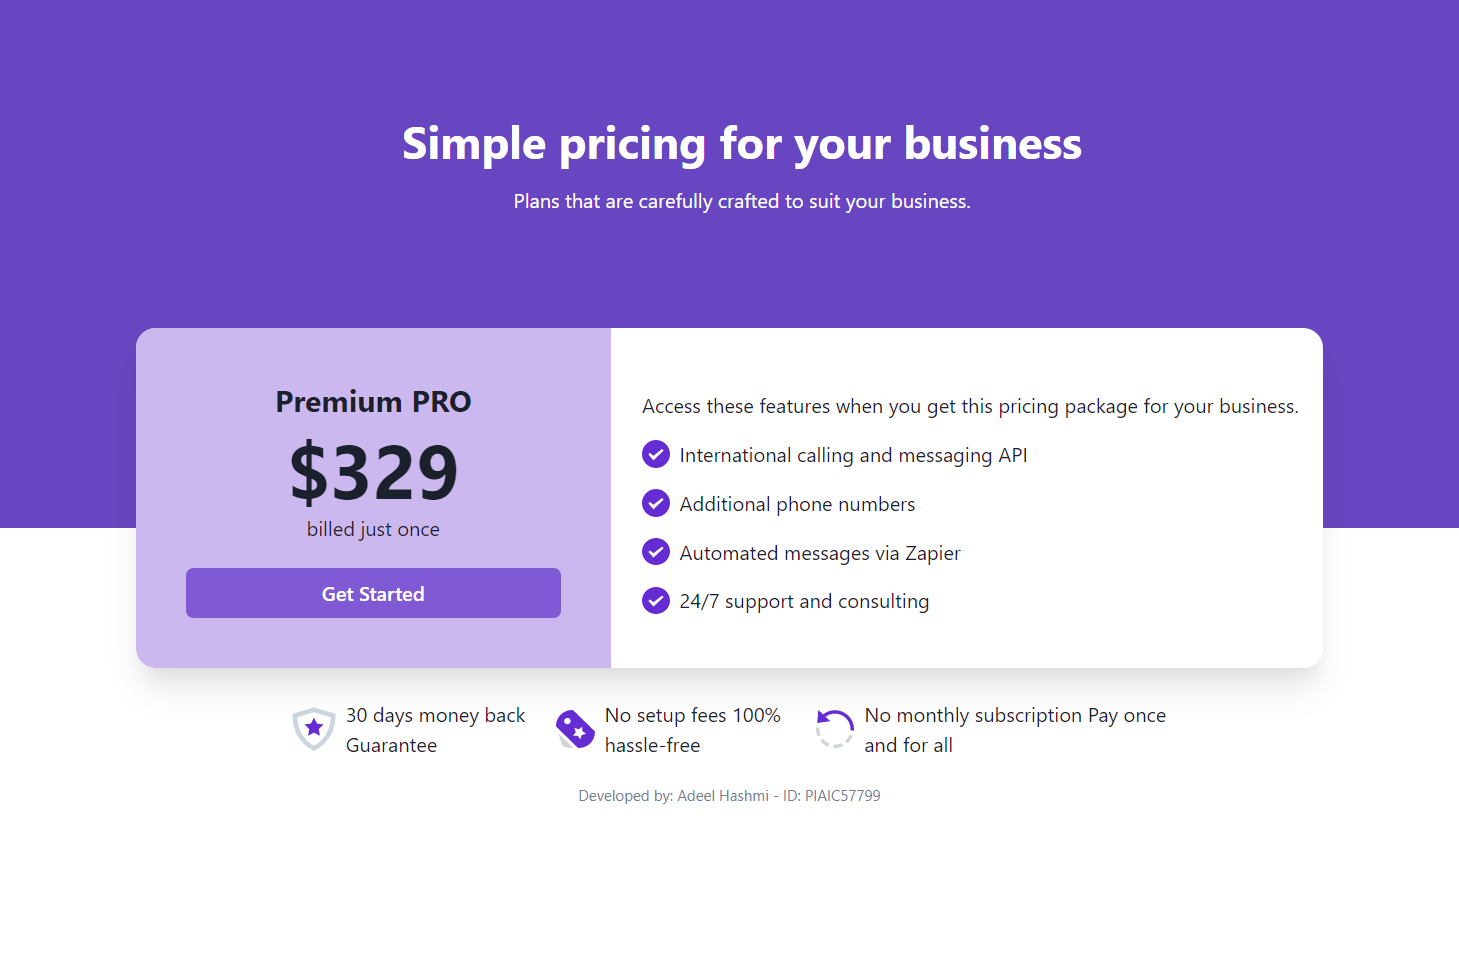 Simple pricing for your business
Plans that are carefully crafted to suit your business.
Premium PRO
$329
billed just once
Get Started
Access these features when you get this pricing package for your business.
International calling and messaging API
Additional phone numbers
Automated messages via Zapier
24/7 support and consulting
30 days money back
Guarantee
No setup fees 100%
hassle-free
No monthly subscription Pay once
and for all
Developed by: Adeel Hashmi - ID: PIAIC57799